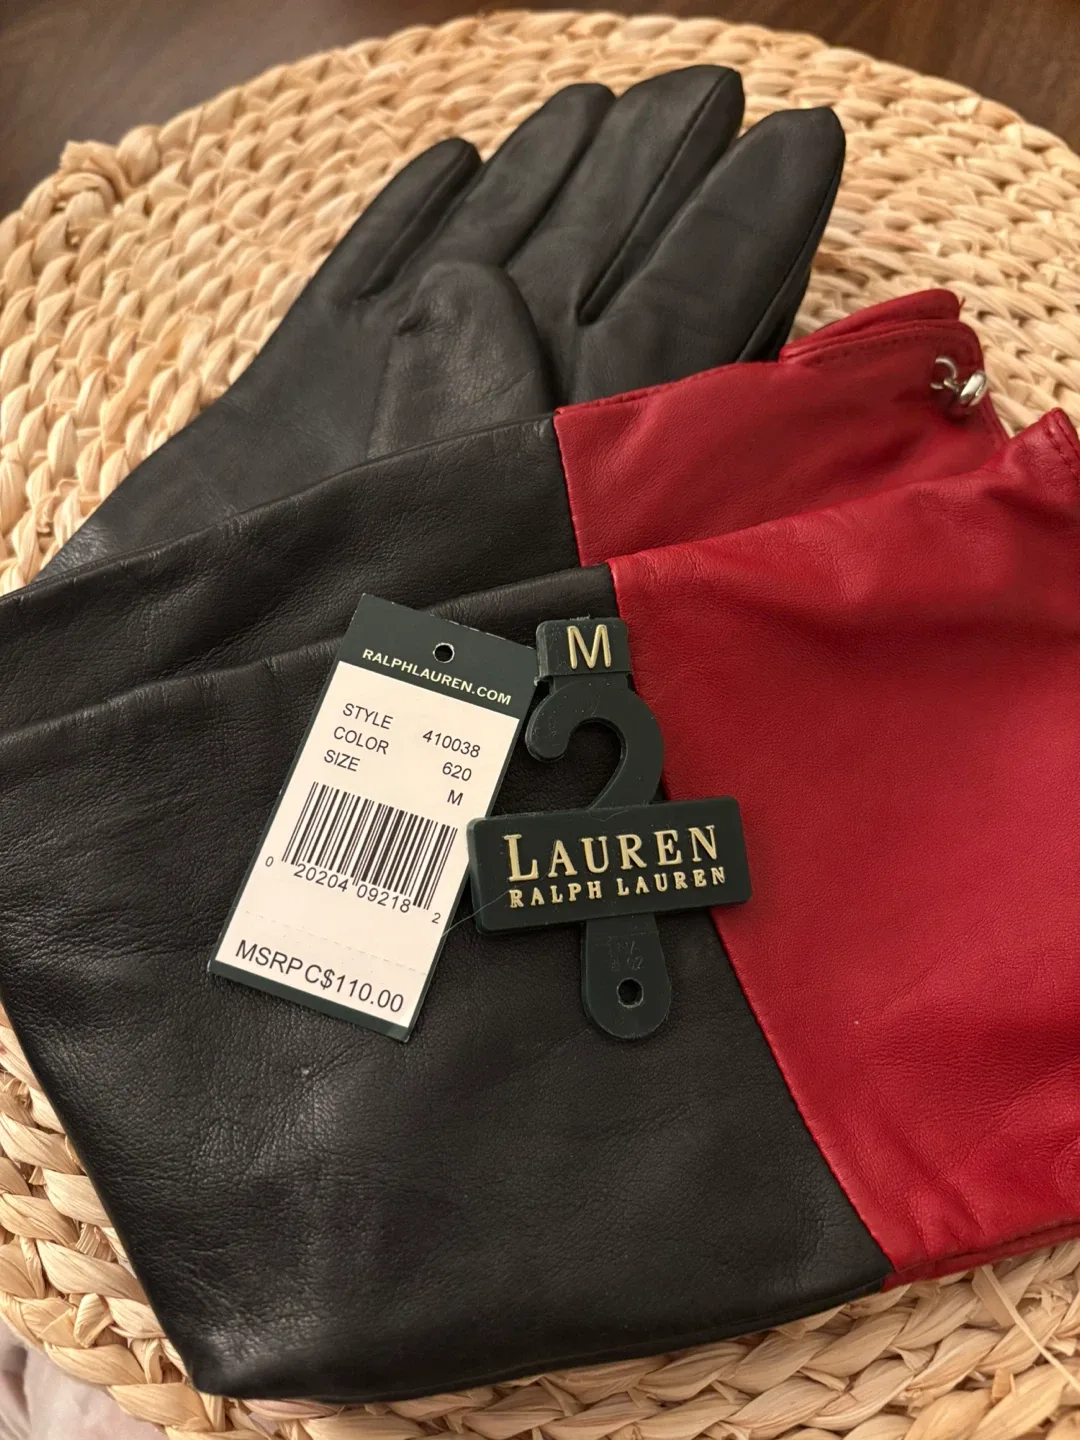 RALPHLAUREN.COM
STYLE 410038
COLOR 620
SIZE M
0 20204 09218 2
MSRP C$110.00
M
LAUREN
RALPH LAUREN